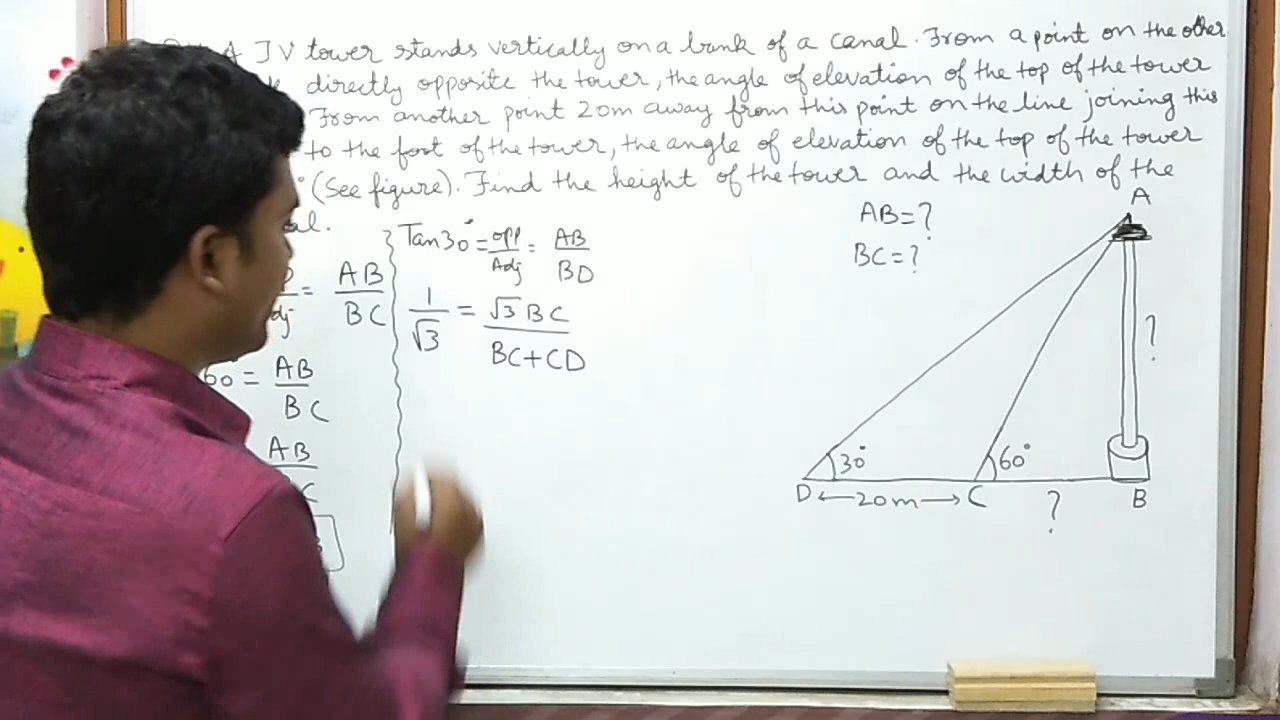 A TV tower stands vertically on a bank of a canal. From a point on the other
directly opposite the tower, the angle of elevation of the top of the tower
From another point 20m away from this point on the line joining this
to the foot of the tower, the angle of elevation of the top of the tower
(See figure). Find the height of the tower and the width of the
= AB/BC
60° = AB/BC
AB
Tan30° = opp/Adj = AB/BD
1/√3 = √3 BC/BC+CD
AB=?
BC=?
A
?
30°
60°
D ←20m→ C ? B